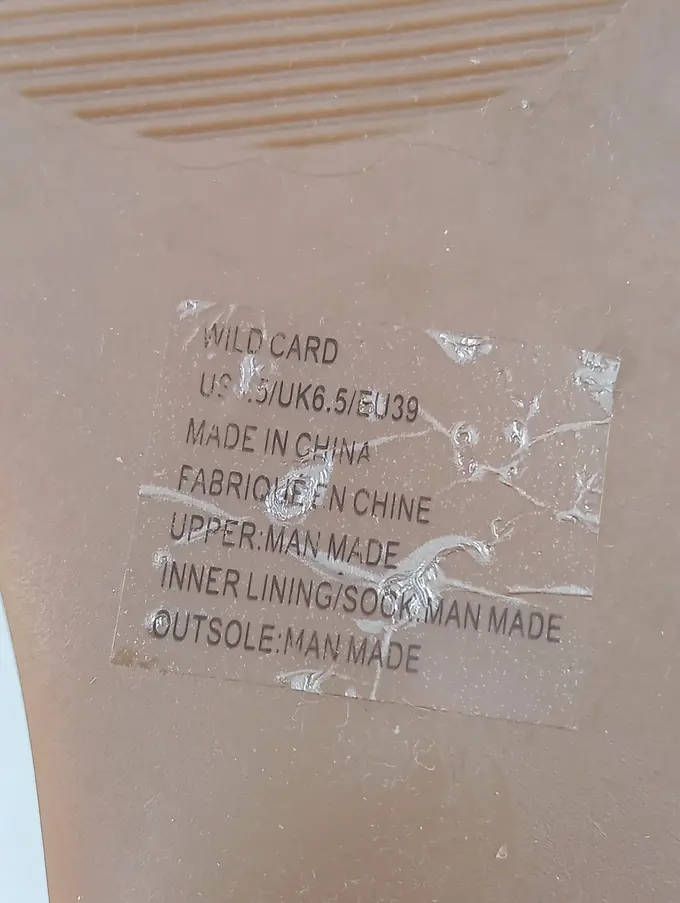 WILD CARD
UK6.5/EU39
MADE IN CHINA
FABRIQUÉ EN CHINE
UPPER:MAN MADE
INNER LINING/SOCK:MAN MADE
OUTSOLE:MAN MADE